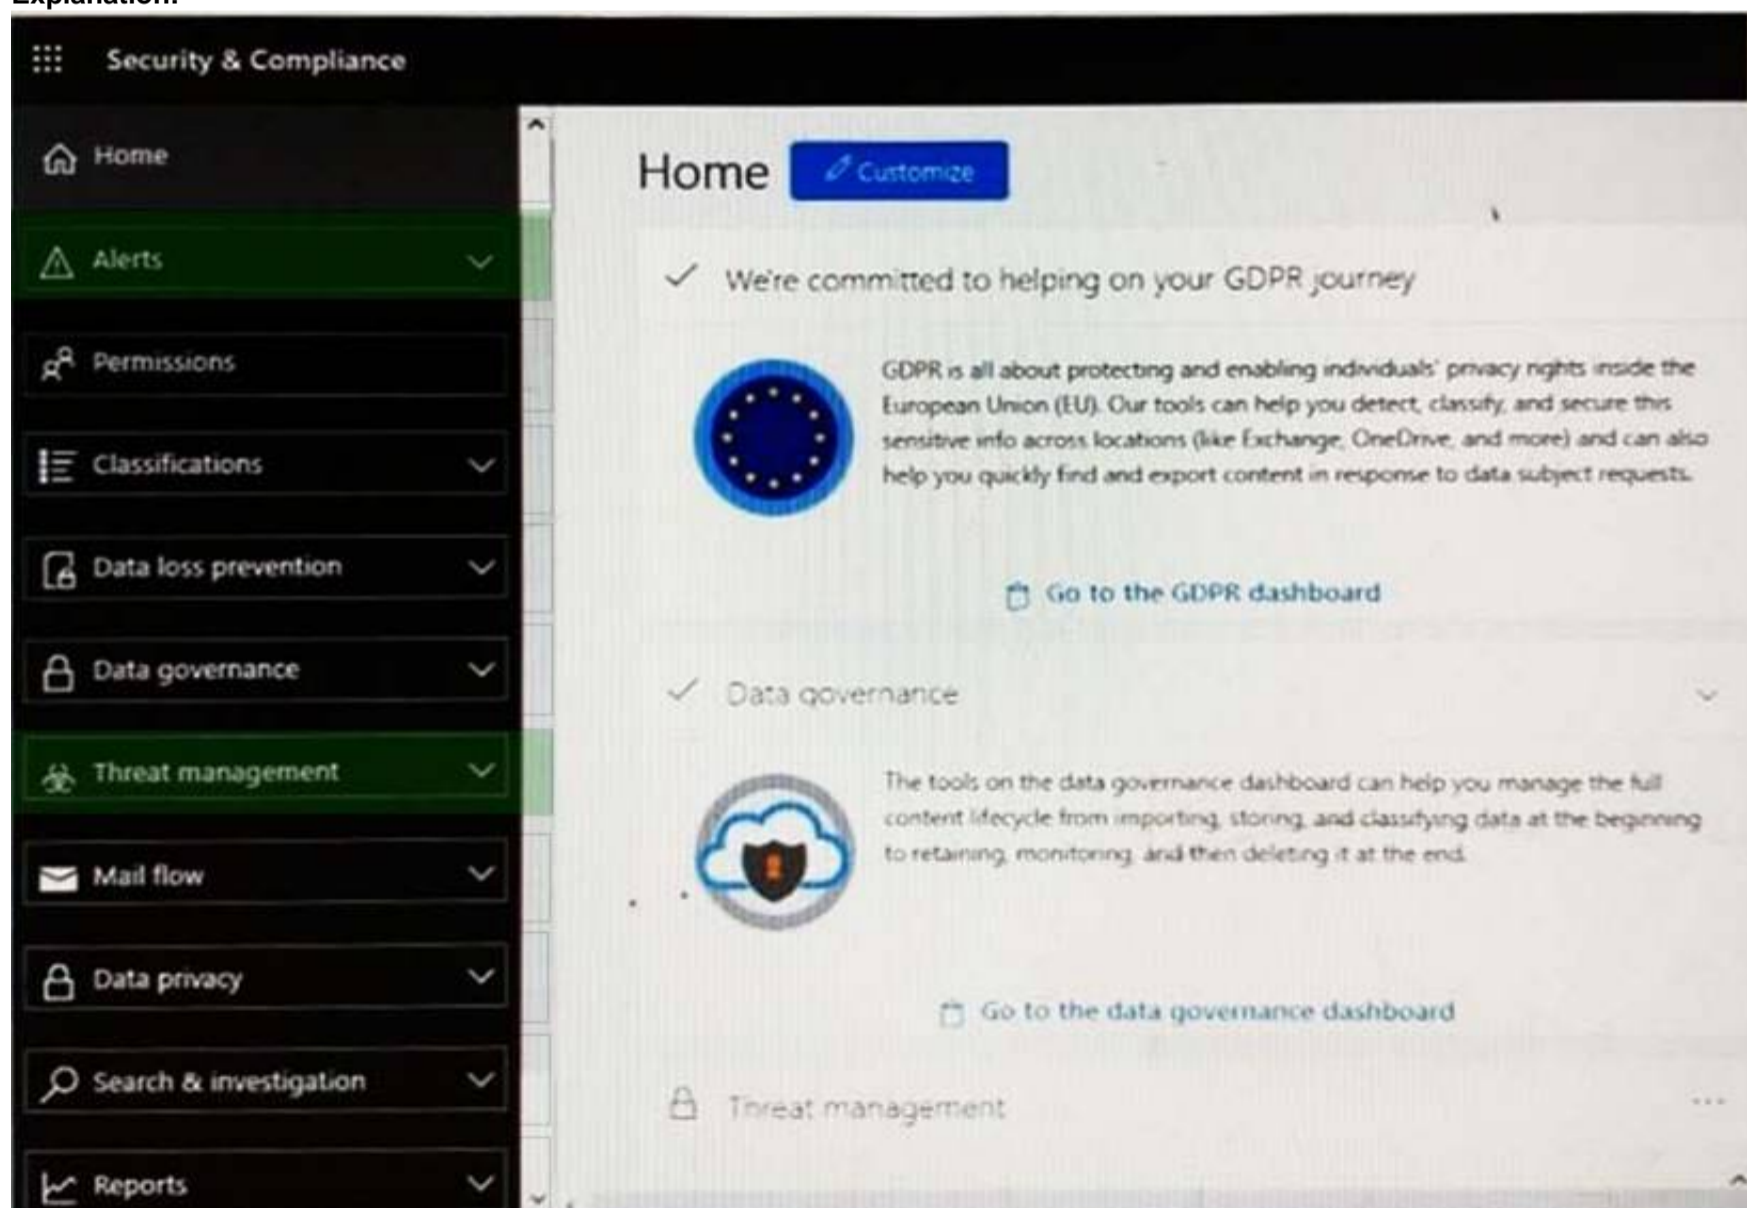 Explanation:
Security & Compliance
Home
Alerts
Permissions
Classifications
Data loss prevention
Data governance
Threat management
Mail flow
Data privacy
Search & investigation
Reports
Home
Customize
We're committed to helping on your GDPR journey
GDPR is all about protecting and enabling individuals' privacy rights inside the
European Union (EU). Our tools can help you detect, classify, and secure this
sensitive info across locations (like Exchange, OneDrive, and more) and can also
help you quickly find and export content in response to data subject requests.
Go to the GDPR dashboard
Data governance
The tools on the data governance dashboard can help you manage the full
content lifecycle from importing, storing, and classifying data at the beginning
to retaining, monitoring, and then deleting it at the end.
Go to the data governance dashboard
Threat management